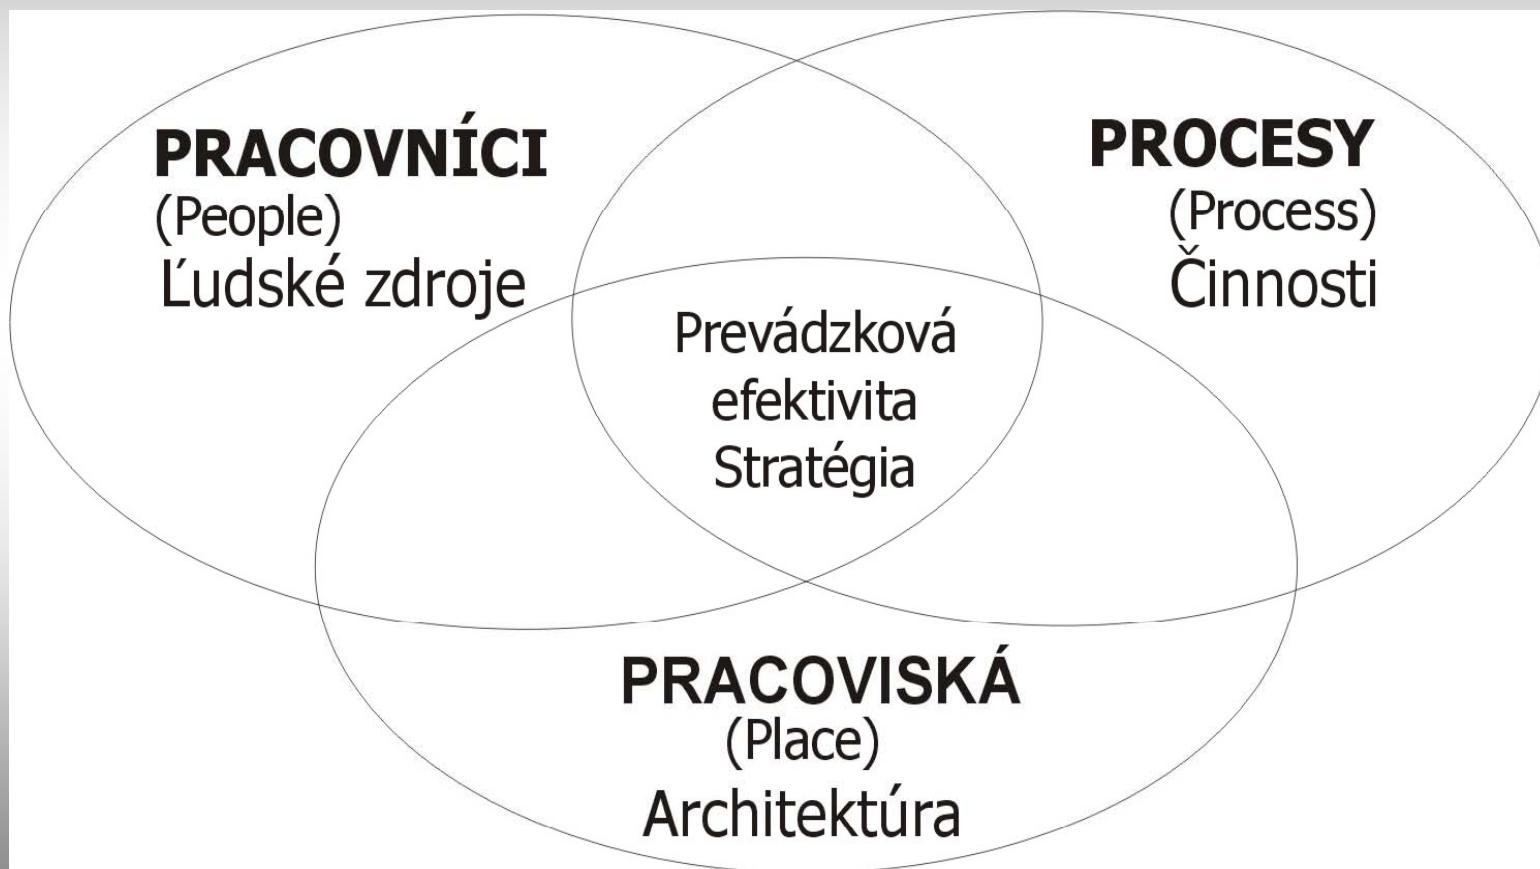 PRACOVNÍCI
(People)
Ľudské zdroje
PROCESY
(Process)
Činnosti
Prevádzková
efektivita
Stratégia
PRACOVISKÁ
(Place)
Architektúra